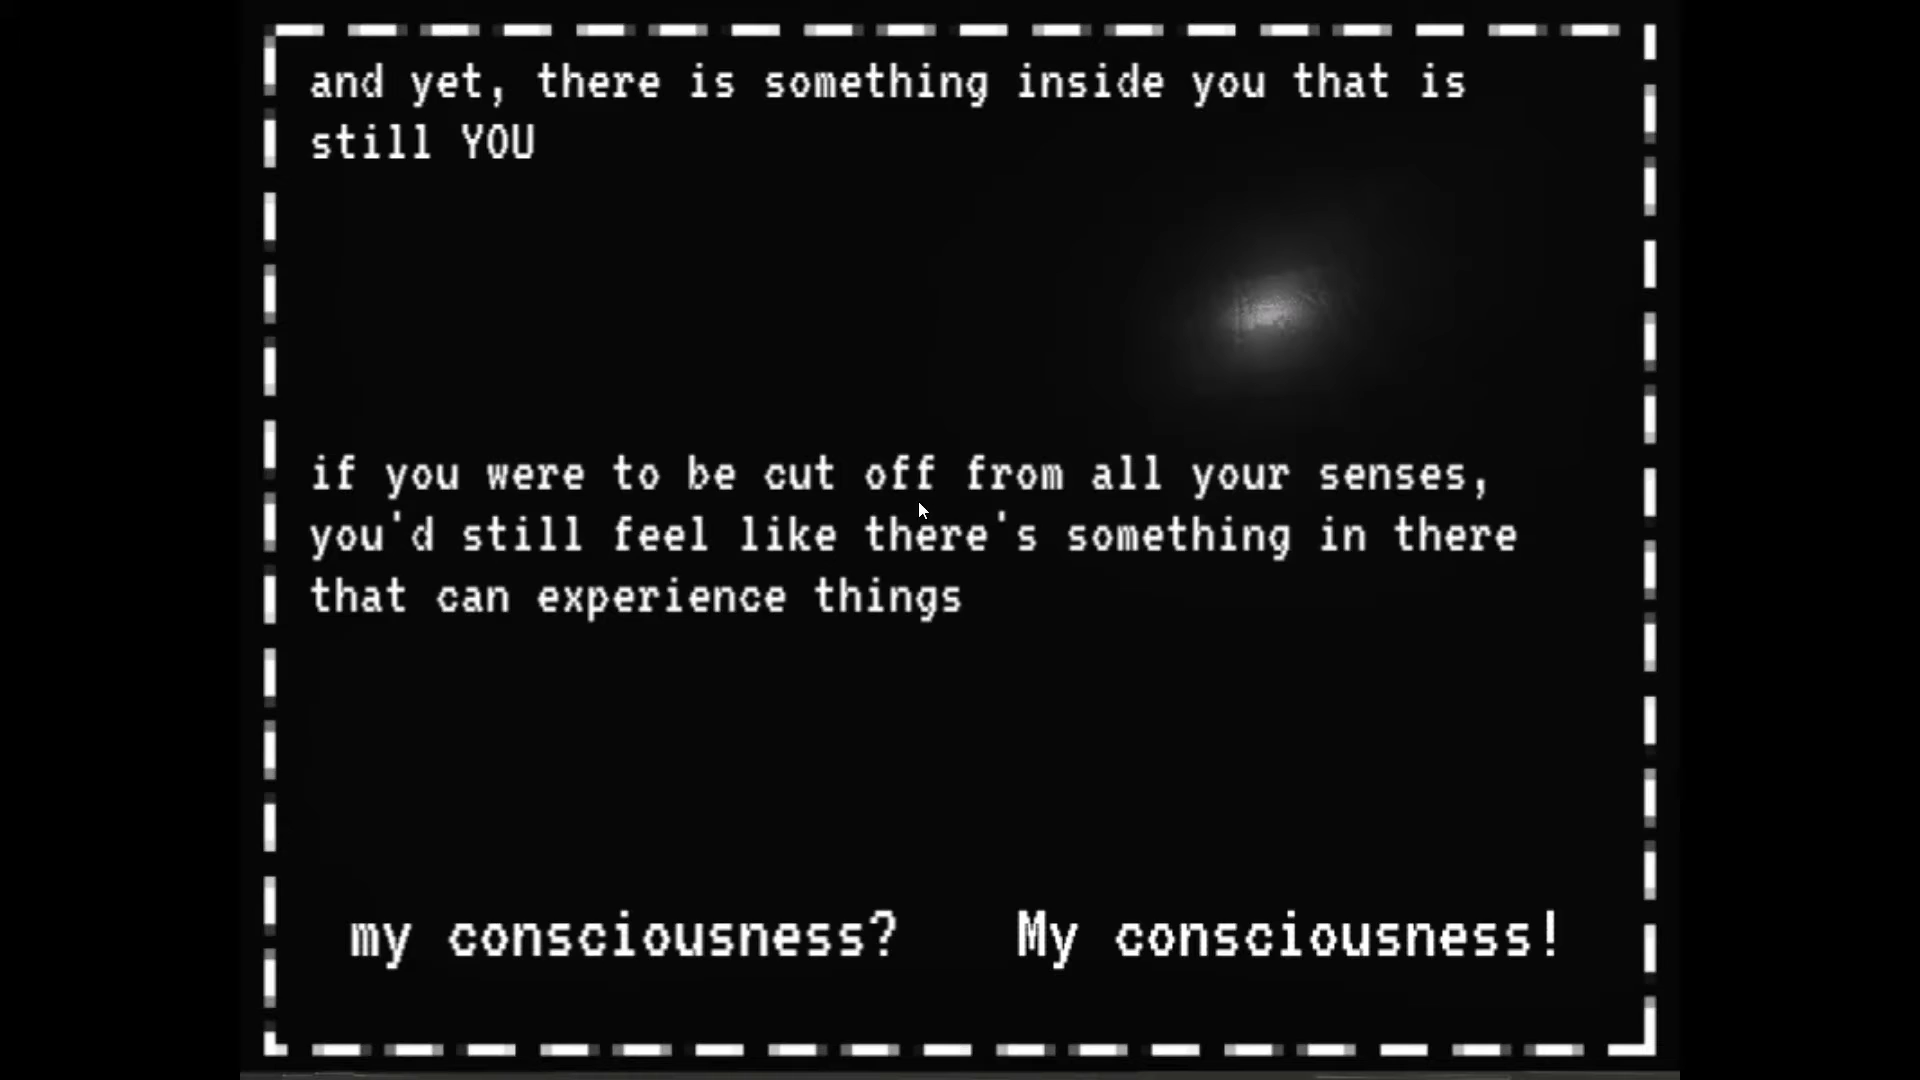 and yet, there is something inside you that is
still YOU
if you were to be cut off from all your senses,
you'd still feel like there's something in there
that can experience things
my consciousness? My consciousness!